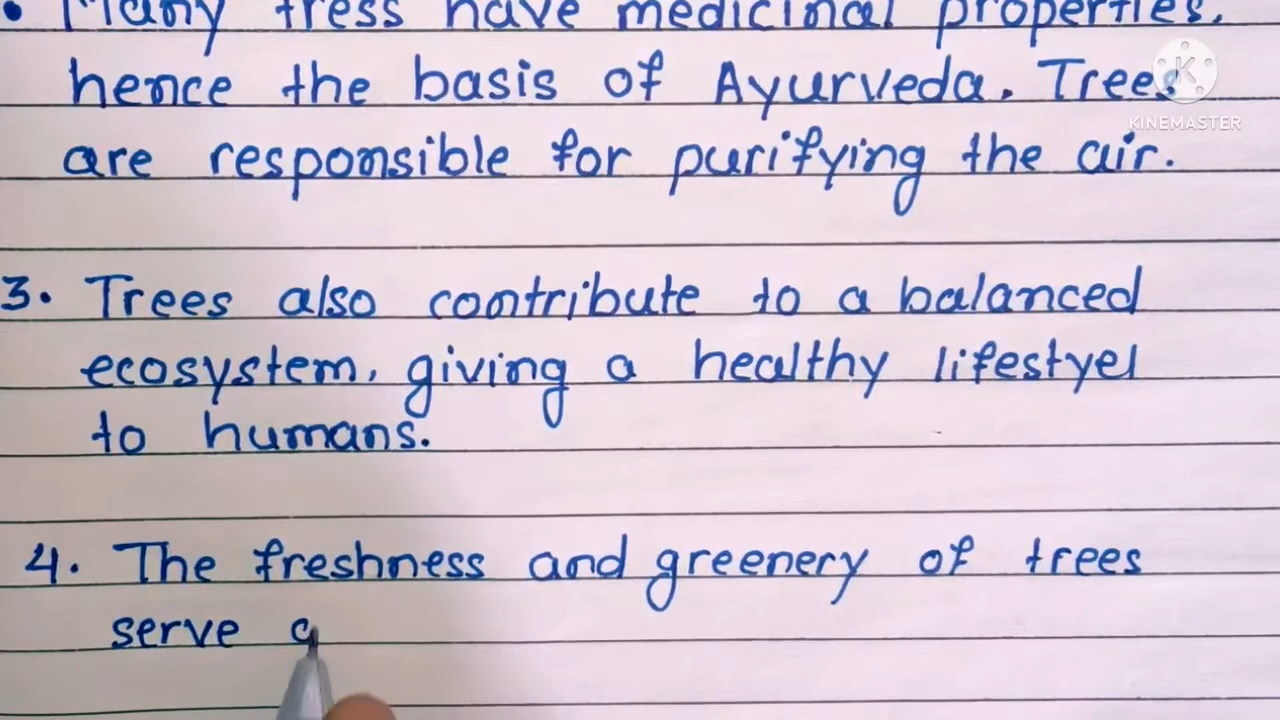 • Many tress have medicinal properties,
hence the basis of Ayurveda. Trees
are responsible for purifying the air.
KINEMASTER
3. Trees also contribute to a balanced
ecosystem, giving a healthy lifestyel
to humans.
4. The freshness and greenery of trees
serve a